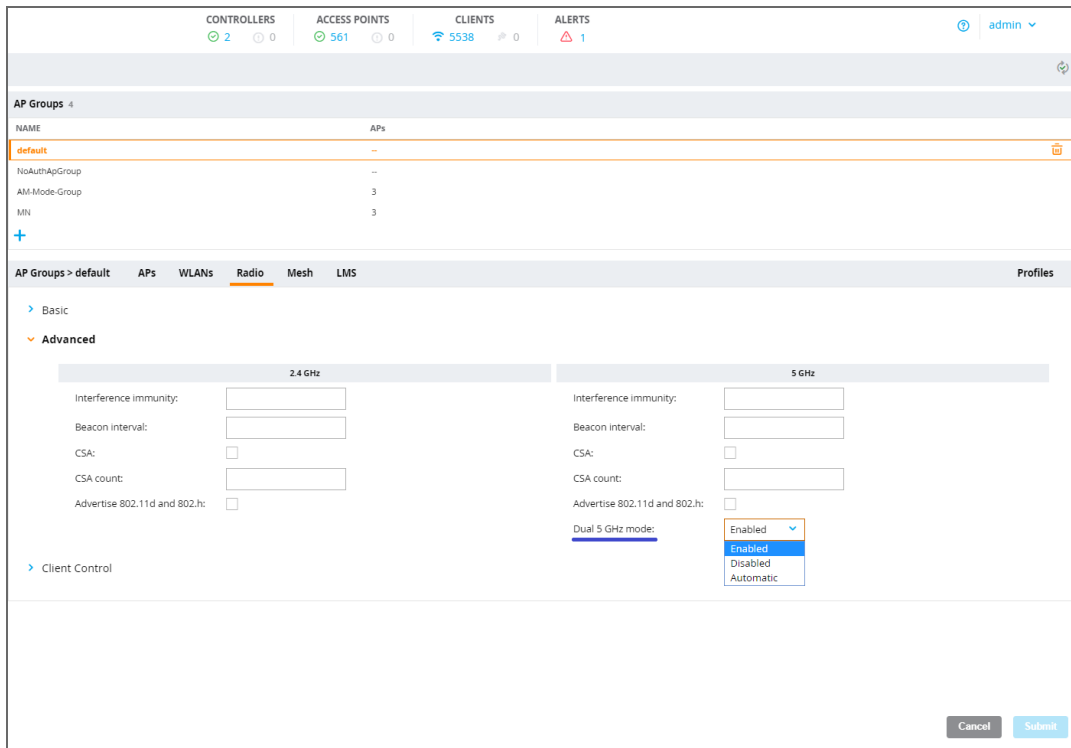 CONTROLLERS ACCESS POINTS CLIENTS ALERTS
2 0 561 0 5538 0 1 admin
AP Groups 4
NAME APs
default --
NoAuthApGroup --
AM-Mode-Group 3
MN 3
AP Groups > default APs WLANs Radio Mesh LMS Profiles
Basic
Advanced
2.4 GHz 5 GHz
Interference immunity: Interference immunity:
Beacon interval: Beacon interval:
CSA: CSA:
CSA count: CSA count:
Advertise 802.11d and 802.h: Advertise 802.11d and 802.h:
Dual 5 GHz mode: Enabled
Enabled
Client Control Disabled
Automatic
Cancel Submit